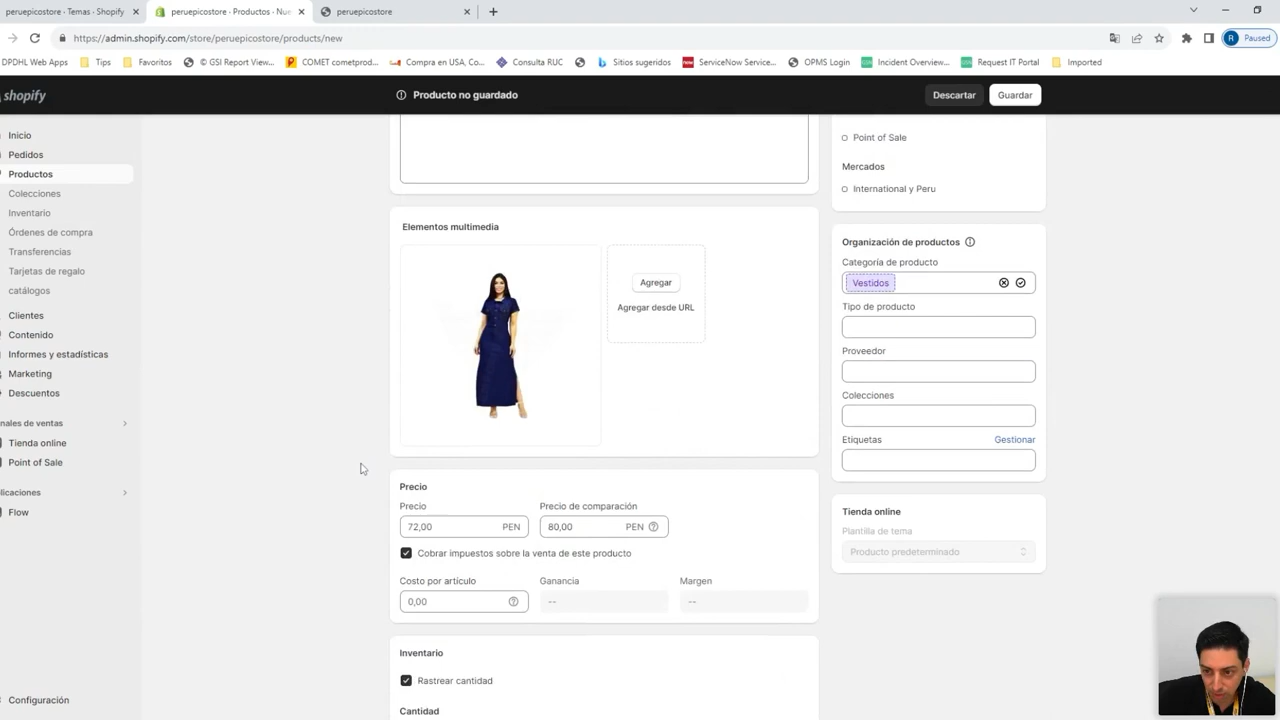 peruepicostore · Temas · Shopify
peruepicostore · Productos · Nue
peruepicostore
https://admin.shopify.com/store/peruepicostore/products/new
Paused
DPDHL Web Apps
Tips
Favoritos
© GSI Report View...
COMET cometprod...
Compra en USA, Co...
Consulta RUC
Sitios sugeridos
ServiceNow Service...
OPMS Login
Incident Overview...
Request IT Portal
Imported
shopify
Producto no guardado
Descartar
Guardar
Inicio
Pedidos
Productos
Colecciones
Inventario
Órdenes de compra
Transferencias
Tarjetas de regalo
catálogos
Clientes
Contenido
Informes y estadísticas
Marketing
Descuentos
nales de ventas
Tienda online
Point of Sale
licaciones
Flow
Configuración
Elementos multimedia
Agregar
Agregar desde URL
Precio
Precio
Precio de comparación
72,00 PEN
80,00 PEN
Cobrar impuestos sobre la venta de este producto
Costo por artículo
Ganancia
Margen
0,00
--
--
Inventario
Rastrear cantidad
Cantidad
Point of Sale
Mercados
International y Peru
Organización de productos
Categoría de producto
Vestidos
Tipo de producto
Proveedor
Colecciones
Etiquetas
Gestionar
Tienda online
Plantilla de tema
Producto predeterminado